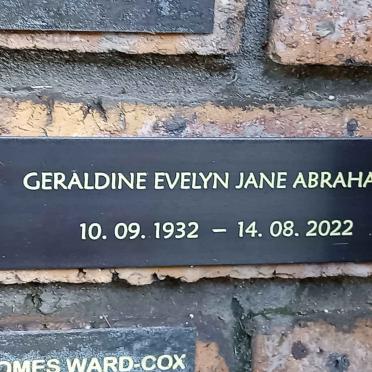 GERALDINE EVELYN JANE ABRAHA
10. 09. 1932 – 14. 08. 2022
OMES WARD-COX